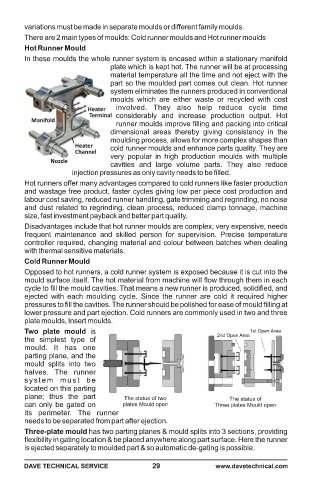 variations must be made in separate moulds or different family moulds.
There are 2 main types of moulds: Cold runner moulds and Hot runner moulds
Hot Runner Mould
In these moulds the whole runner system is encased within a stationary manifold
plate which is kept hot. The runner will be at processing
material temperature all the time and not eject with the
part so the moulded part comes out clean. Hot runner
system eliminates the runners produced in conventional
moulds which are either waste or recycled with cost
involved. They also help reduce cycle time
considerably and increase production output. Hot
runner moulds improve filling and packing into critical
dimensional areas thereby giving consistency in the
moulding process, allows for more complex shapes than
cold runner moulds and enhance parts quality. They are
very popular in high production moulds with multiple
cavities and large volume parts. They also reduce
injection pressures as only cavity needs to be filled.
Heater
Terminal
Manifold
Heater
Channel
Nozzle
Hot runners offer many advantages compared to cold runners like faster production
and wastage free product, faster cycles giving low per piece cost production and
labour cost saving, reduced runner handling, gate trimming and regrinding, no noise
and dust related to regrinding, clean process, reduced clamp tonnage, machine
size, fast investment payback and better part quality.
Disadvantages include that hot runner moulds are complex, very expensive, needs
frequent maintenance and skilled person for supervision. Precise temperature
controller required, changing material and colour between batches when dealing
with thermal sensitive materials.
Cold Runner Mould
Opposed to hot runners, a cold runner system is exposed because it is cut into the
mould surface itself. The hot material from machine will flow through them in each
cycle to fill the mould cavities. That means a new runner is produced, solidified, and
ejected with each moulding cycle. Since the runner are cold it required higher
pressures to fill the cavities. The runner should be polished for ease of mould filling at
lower pressure and part ejection. Cold runners are commonly used in two and three
plate moulds, insert moulds.
Two plate mould is
the simplest type of
mould. It has one
parting plane, and the
mould splits into two
halves. The runner
system must be
located on this parting
plane; thus the part
can only be gated on
its perimeter. The runner
needs to be separated from part after ejection.
1st Open Area
2nd Open Area
The status of two
plates Mould open
The status of
Three plates Mould open
Three-plate mould has two parting planes & mould splits into 3 sections, providing
flexibility in gating location & be placed anywhere along part surface. Here the runner
is ejected separately to moulded part & so automatic de-gating is possible.
DAVE TECHNICAL SERVICE 29 www.davetechnical.com